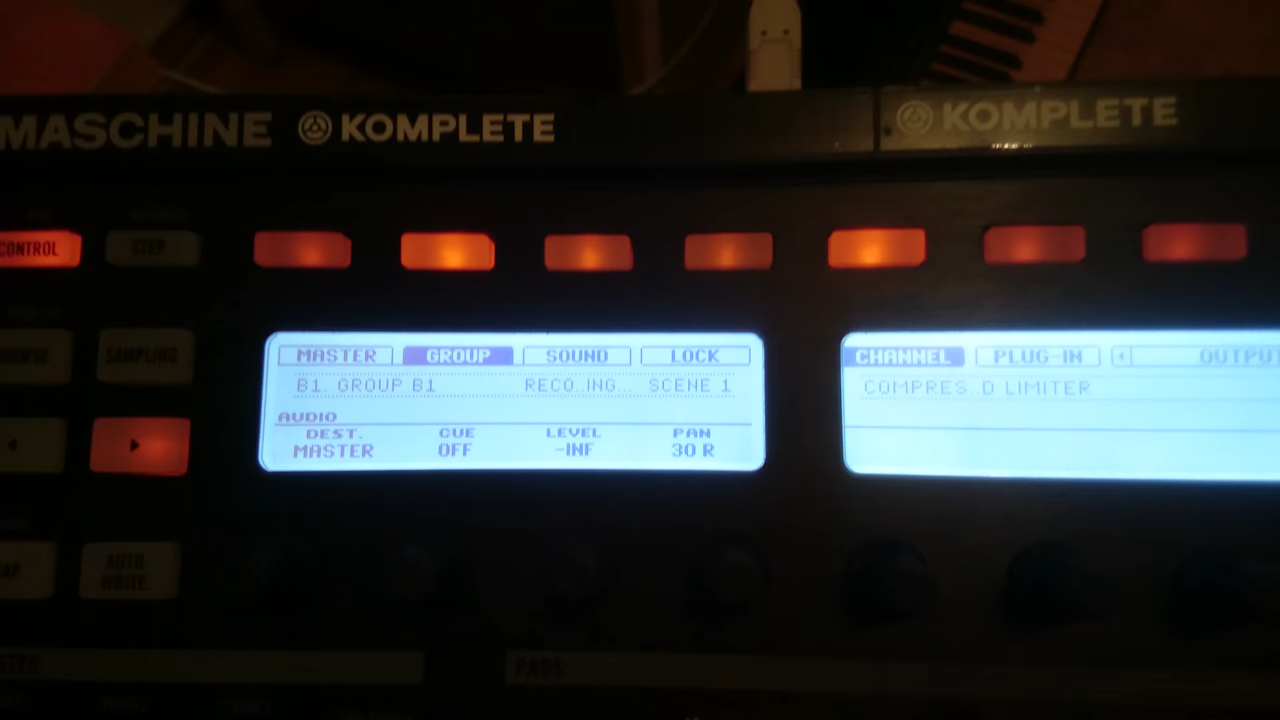 MASCHINE KOMPLETE KOMPLETE
CONTROL STEP
SAMPLING
MASTER GROUP SOUND LOCK CHANNEL PLUG-IN OUTPUT
B1. GROUP B1 RECO..ING... SCENE 1 COMPRES..D LIMITER
AUDIO
DEST. CUE LEVEL PAN
MASTER OFF -INF 30 R
AUTO
WRITE
PADS